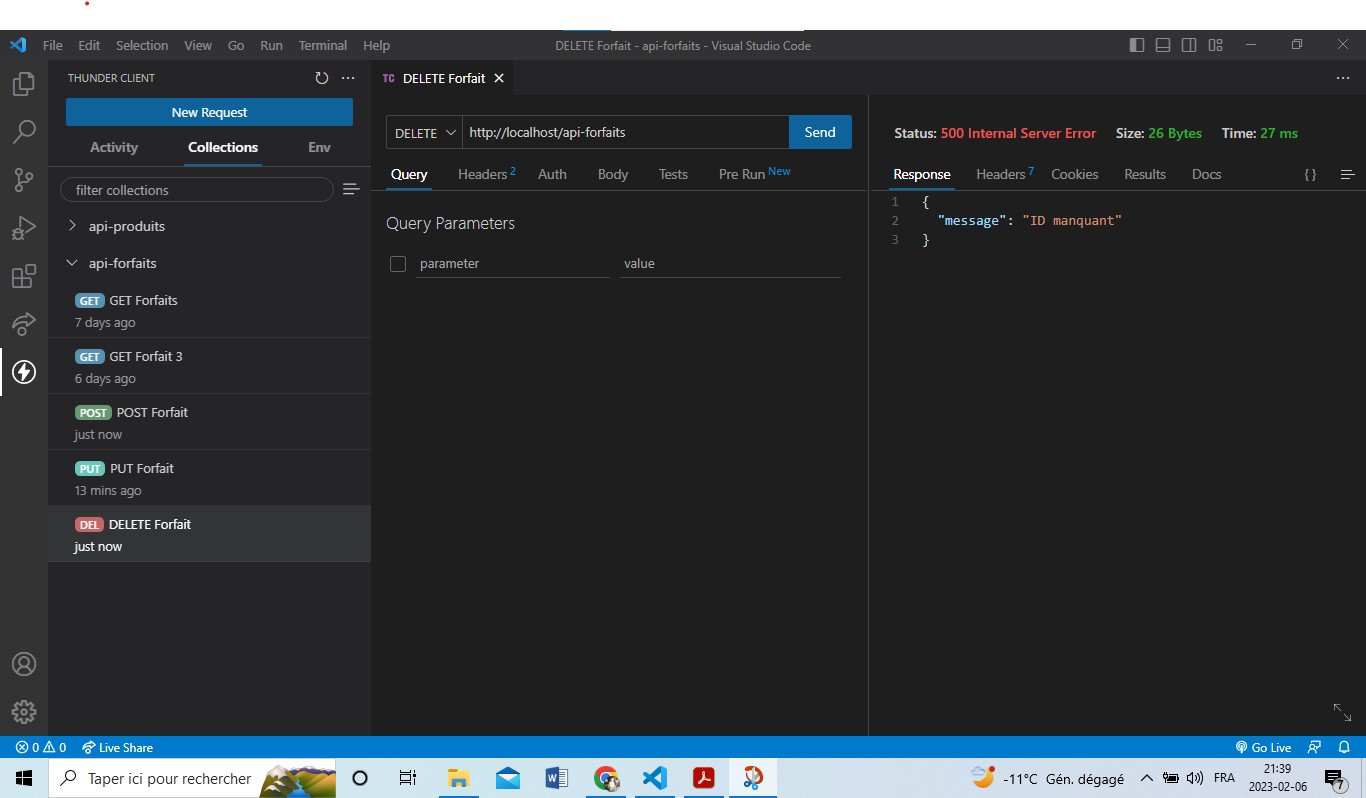 File Edit Selection View Go Run Terminal Help
DELETE Forfait - api-forfaits - Visual Studio Code
THUNDER CLIENT
New Request
Activity Collections Env
filter collections
api-produits
api-forfaits
GET GET Forfaits
7 days ago
GET GET Forfait 3
6 days ago
POST POST Forfait
just now
PUT PUT Forfait
13 mins ago
DEL DELETE Forfait
just now
TC DELETE Forfait
DELETE http://localhost/api-forfaits Send
Query Headers 2 Auth Body Tests Pre Run New
Query Parameters
parameter value
Status: 500 Internal Server Error Size: 26 Bytes Time: 27 ms
Response Headers 7 Cookies Results Docs {}
1 {
2 "message": "ID manquant"
3 }
0 0 Live Share
Go Live
Taper ici pour rechercher
W
-11°C Gén. dégagé
FRA
21:39
2023-02-06
7